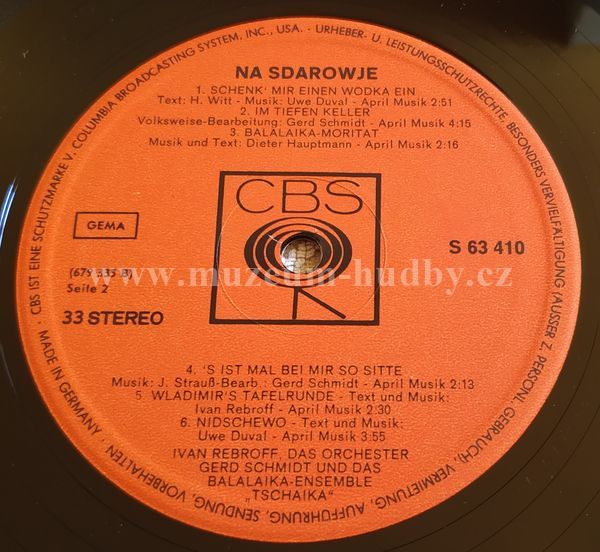 NA SDAROWJE
1. SCHENK' MIR EINEN WODKA EIN
Text: H. Witt - Musik: Uwe Duval - April Musik 2:51
2. IM TIEFEN KELLER
Volksweise-Bearbeitung: Gerd Schmidt - April Musik 4:15
3. BALALAIKA-MORITAT
Musik und Text: Dieter Hauptmann - April Musik 2:16
CBS
GEMA
S 63 410
(679 535 B)
Seite 2
33 STEREO
www.muzeum-hudby.cz
4. 'S IST MAL BEI MIR SO SITTE
Musik: J. Strauß-Bearb.: Gerd Schmidt - April Musik 2:13
5. WLADIMIR'S TAFELRUNDE - Text und Musik:
Ivan Rebroff - April Musik 2:30
6. NIDSCHEWO - Text und Musik:
Uwe Duval - April Musik 3:55
IVAN REBROFF, DAS ORCHESTER
GERD SCHMIDT UND DAS
BALALAIKA-ENSEMBLE
„TSCHAIKA"
MADE IN GERMANY · CBS IST EINE SCHUTZMARKE V. COLUMBIA BROADCASTING SYSTEM, INC., USA. - URHEBER- U. LEISTUNGSSCHUTZRECHTE, BESONDERS VERVIELFÄLTIGUNG (AUSSER Z. PERSÖNL. GEBRAUCH), VERMIETUNG, AUFFÜHRUNG, SENDUNG, VORBEHALTEN ·